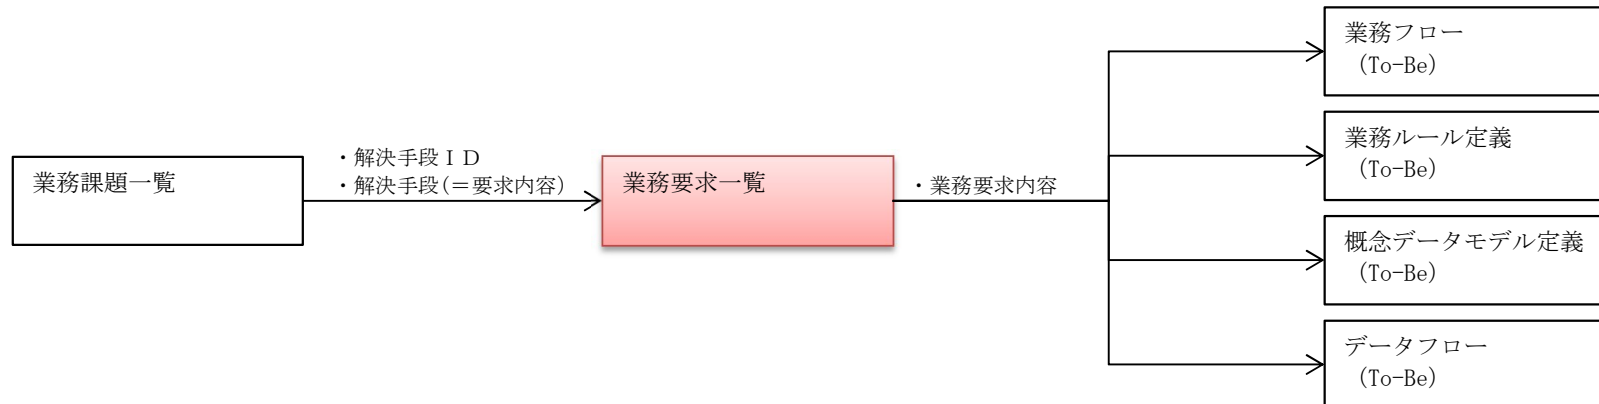 業務課題一覧
・解決手段ＩＤ
・解決手段(＝要求内容)
業務要求一覧
・業務要求内容
業務フロー
(To-Be)
業務ルール定義
(To-Be)
概念データモデル定義
(To-Be)
データフロー
(To-Be)